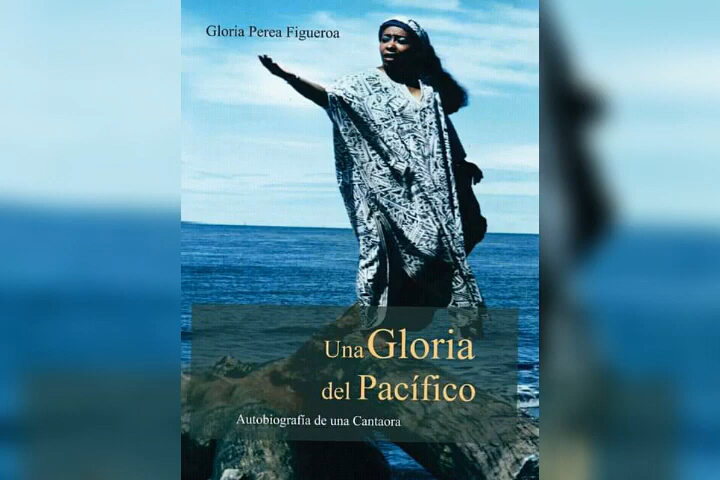 Gloria Perea Figueroa
Una Gloria
del Pacífico
Autobiografía de una Cantaora